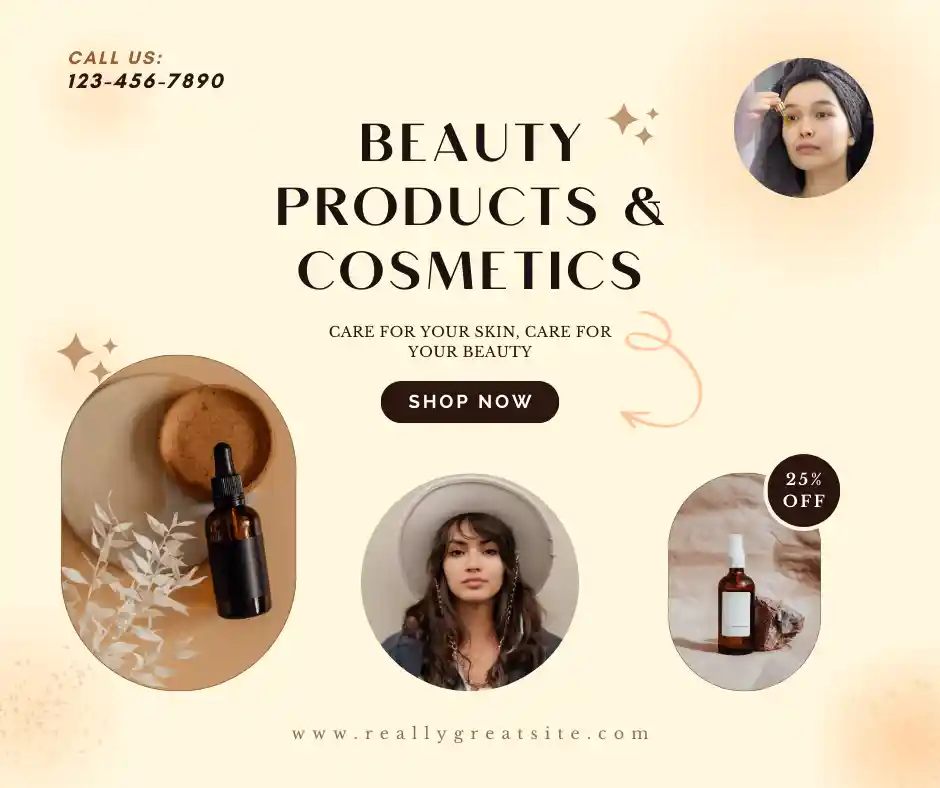 CALL US:
123-456-7890
BEAUTY
PRODUCTS &
COSMETICS
CARE FOR YOUR SKIN, CARE FOR
YOUR BEAUTY
SHOP NOW
25%
OFF
www.reallygreatsite.com